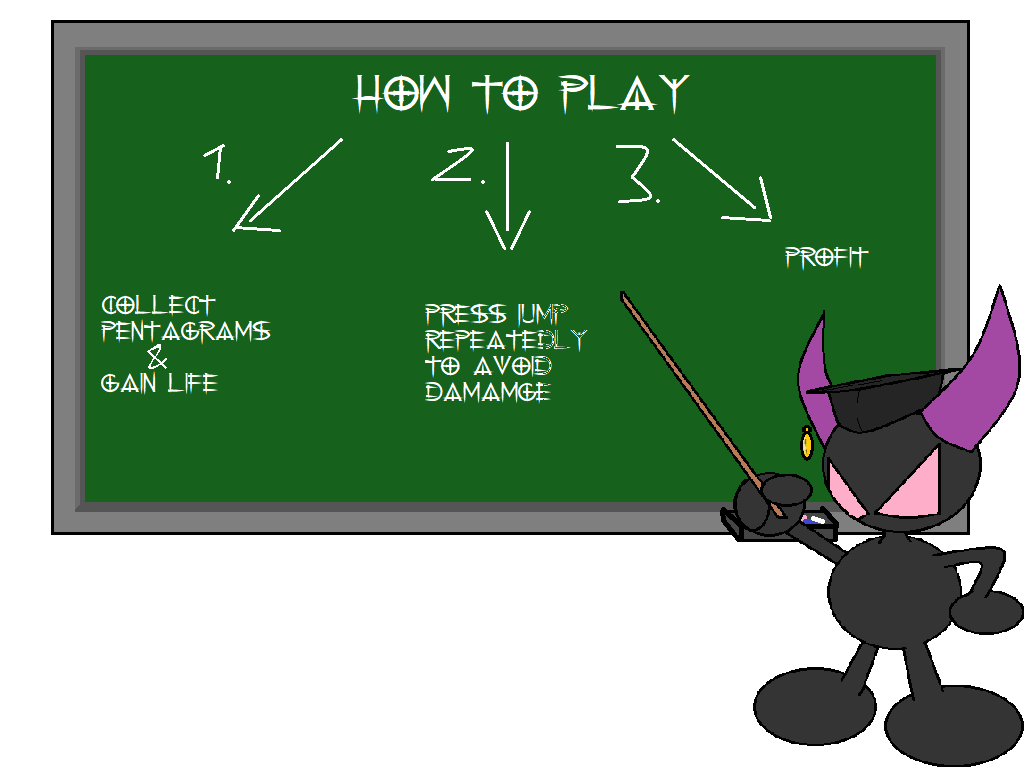 HOW TO PLAY
1.
2.
3.
PROFIT
COLLECT
PENTAGRAMS
&
GAIN LIFE
PRESS JUMP
REPEATEDLY
TO AVOID
DAMAMGE